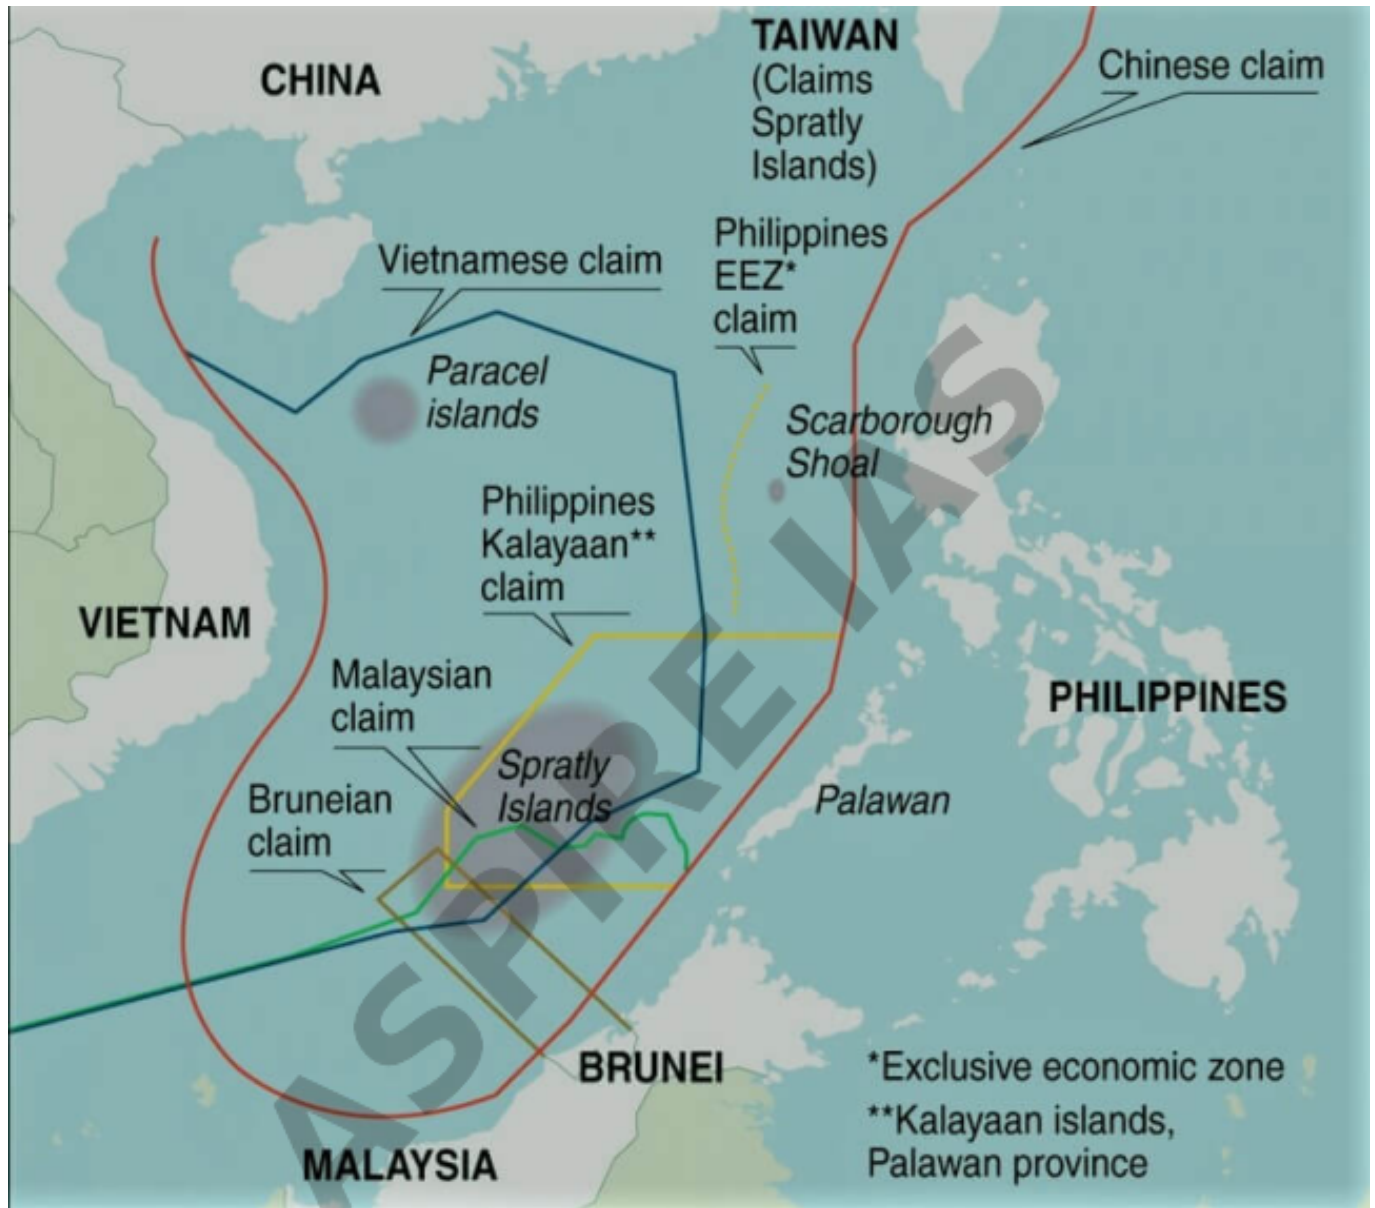 CHINA
TAIWAN
(Claims
Spratly
Islands)
Chinese claim
Vietnamese claim
Philippines
EEZ*
claim
Paracel
islands
Scarborough
Shoal
Philippines
Kalayaan**
claim
VIETNAM
Malaysian
claim
PHILIPPINES
Spratly
Islands
Bruneian
claim
Palawan
BRUNEI
MALAYSIA
*Exclusive economic zone
**Kalayaan islands,
Palawan province
ASPIRE IAS